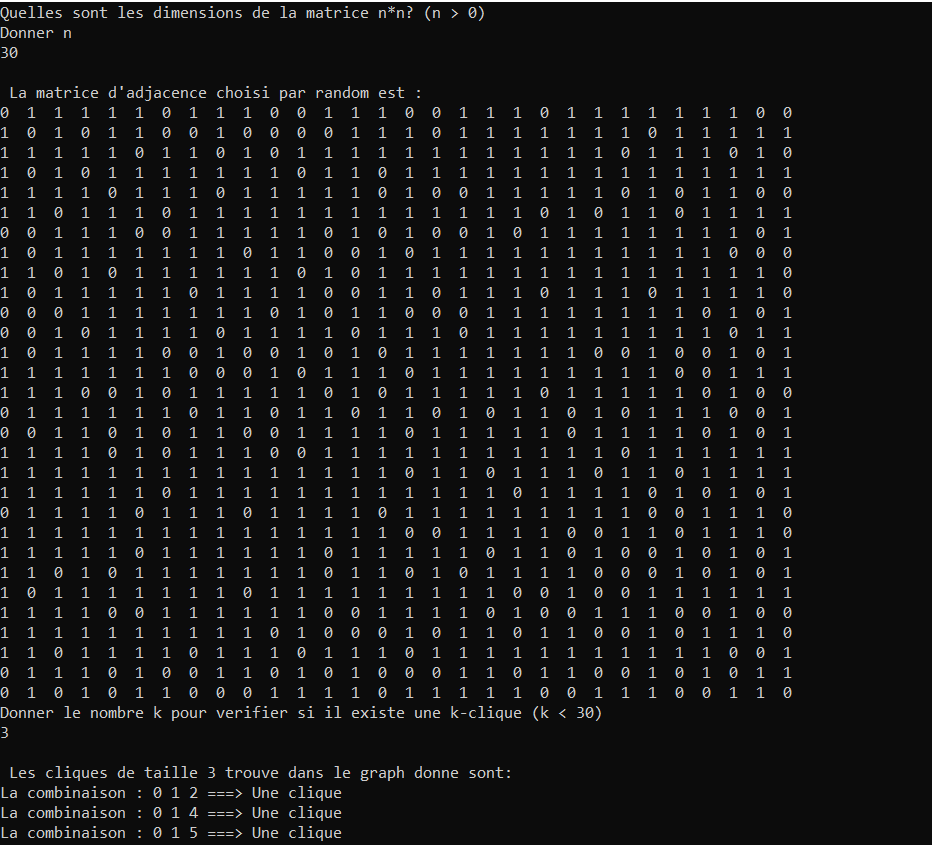 Quelles sont les dimensions de la matrice n*n? (n > 0)
Donner n
30
La matrice d'adjacence choisi par random est :
0 1 1 1 1 1 0 1 1 1 0 0 1 1 1 0 0 1 1 1 0 1 1 1 1 1 1 1 0 0
1 0 1 0 1 1 0 0 1 0 0 0 0 1 1 1 0 1 1 1 1 1 1 1 0 1 1 1 1 1
1 1 1 1 1 0 1 1 0 1 0 1 1 1 1 1 1 1 1 1 1 1 1 0 1 1 1 0 1 0
1 0 1 0 1 1 1 1 1 1 1 0 1 1 0 1 1 1 1 1 1 1 1 1 1 1 1 1 1 1
1 1 1 1 0 1 1 1 0 1 1 1 1 1 0 1 0 0 1 1 1 1 1 0 1 0 1 1 0 0
1 1 0 1 1 1 0 1 1 1 1 1 1 1 1 1 1 1 1 1 0 1 0 1 1 0 1 1 1 1
0 0 1 1 1 0 0 1 1 1 1 1 0 1 0 1 0 0 1 0 1 1 1 1 1 1 1 1 0 1
1 0 1 1 1 1 1 1 1 0 1 1 0 0 1 0 1 1 1 1 1 1 1 1 1 1 1 0 0 0
1 1 0 1 0 1 1 1 1 1 1 0 1 0 1 1 1 1 1 1 1 1 1 1 1 1 1 1 1 0
1 0 1 1 1 1 1 0 1 1 1 1 0 0 1 1 0 1 1 1 0 1 1 1 0 1 1 1 1 0
0 0 0 1 1 1 1 1 1 1 0 1 0 1 1 0 0 0 1 1 1 1 1 1 1 1 0 1 0 1
0 0 1 0 1 1 1 1 0 1 1 1 1 0 1 1 1 0 1 1 1 1 1 1 1 1 1 0 1 1
1 0 1 1 1 1 0 0 1 0 0 1 0 1 0 1 1 1 1 1 1 1 0 0 1 0 0 1 0 1
1 1 1 1 1 1 1 0 0 0 1 0 1 1 1 0 1 1 1 1 1 1 1 1 1 0 0 1 1 1
1 1 1 0 0 1 0 1 1 1 1 1 0 1 0 1 1 1 1 1 0 1 1 1 1 1 0 1 0 0
0 1 1 1 1 1 1 0 1 1 0 1 1 0 1 1 0 1 0 1 1 0 1 0 1 1 1 0 0 1
0 0 1 1 0 1 0 1 1 0 0 1 1 1 1 0 1 1 1 1 1 0 1 1 1 1 0 1 0 1
1 1 1 1 0 1 0 1 1 1 0 0 1 1 1 1 1 1 1 1 1 1 1 0 1 1 1 1 1 1
1 1 1 1 1 1 1 1 1 1 1 1 1 1 1 0 1 1 0 1 1 1 0 1 1 0 1 1 1 1
1 1 1 1 1 1 0 1 1 1 1 1 1 1 1 1 1 1 1 0 1 1 1 1 0 1 0 1 0 1
0 1 1 1 1 0 1 1 1 0 1 1 1 1 0 1 1 1 1 1 1 1 1 1 0 0 1 1 1 0
1 1 1 1 1 1 1 1 1 1 1 1 1 1 1 0 0 1 1 1 1 0 0 1 1 0 1 1 1 0
1 1 1 1 1 0 1 1 1 1 1 1 0 1 1 1 1 1 0 1 1 0 1 0 0 1 0 1 0 1
1 1 0 1 0 1 1 1 1 1 1 1 0 1 1 0 1 0 1 1 1 1 0 0 0 1 0 1 0 1
1 0 1 1 1 1 1 1 1 0 1 1 1 1 1 1 1 1 1 0 0 1 0 0 1 1 1 1 1 1
1 1 1 1 0 0 1 1 1 1 1 1 0 0 1 1 1 1 0 1 0 0 1 1 1 0 0 1 0 0
1 1 1 1 1 1 1 1 1 1 0 1 0 0 0 1 0 1 1 0 1 1 0 0 1 0 1 1 1 0
1 1 0 1 1 1 1 0 1 1 1 0 1 1 1 0 1 1 1 1 1 1 1 1 1 1 1 0 0 1
0 1 1 1 0 1 0 0 1 1 0 1 0 1 0 0 0 1 1 0 1 1 0 0 1 0 1 0 1 1
0 1 0 1 0 1 1 0 0 0 1 1 1 1 0 1 1 1 1 1 0 0 1 1 1 0 0 1 1 0
Donner le nombre k pour verifier si il existe une k-clique (k < 30)
3
Les cliques de taille 3 trouve dans le graph donne sont:
La combinaison : 0 1 2 ===> Une clique
La combinaison : 0 1 4 ===> Une clique
La combinaison : 0 1 5 ===> Une clique